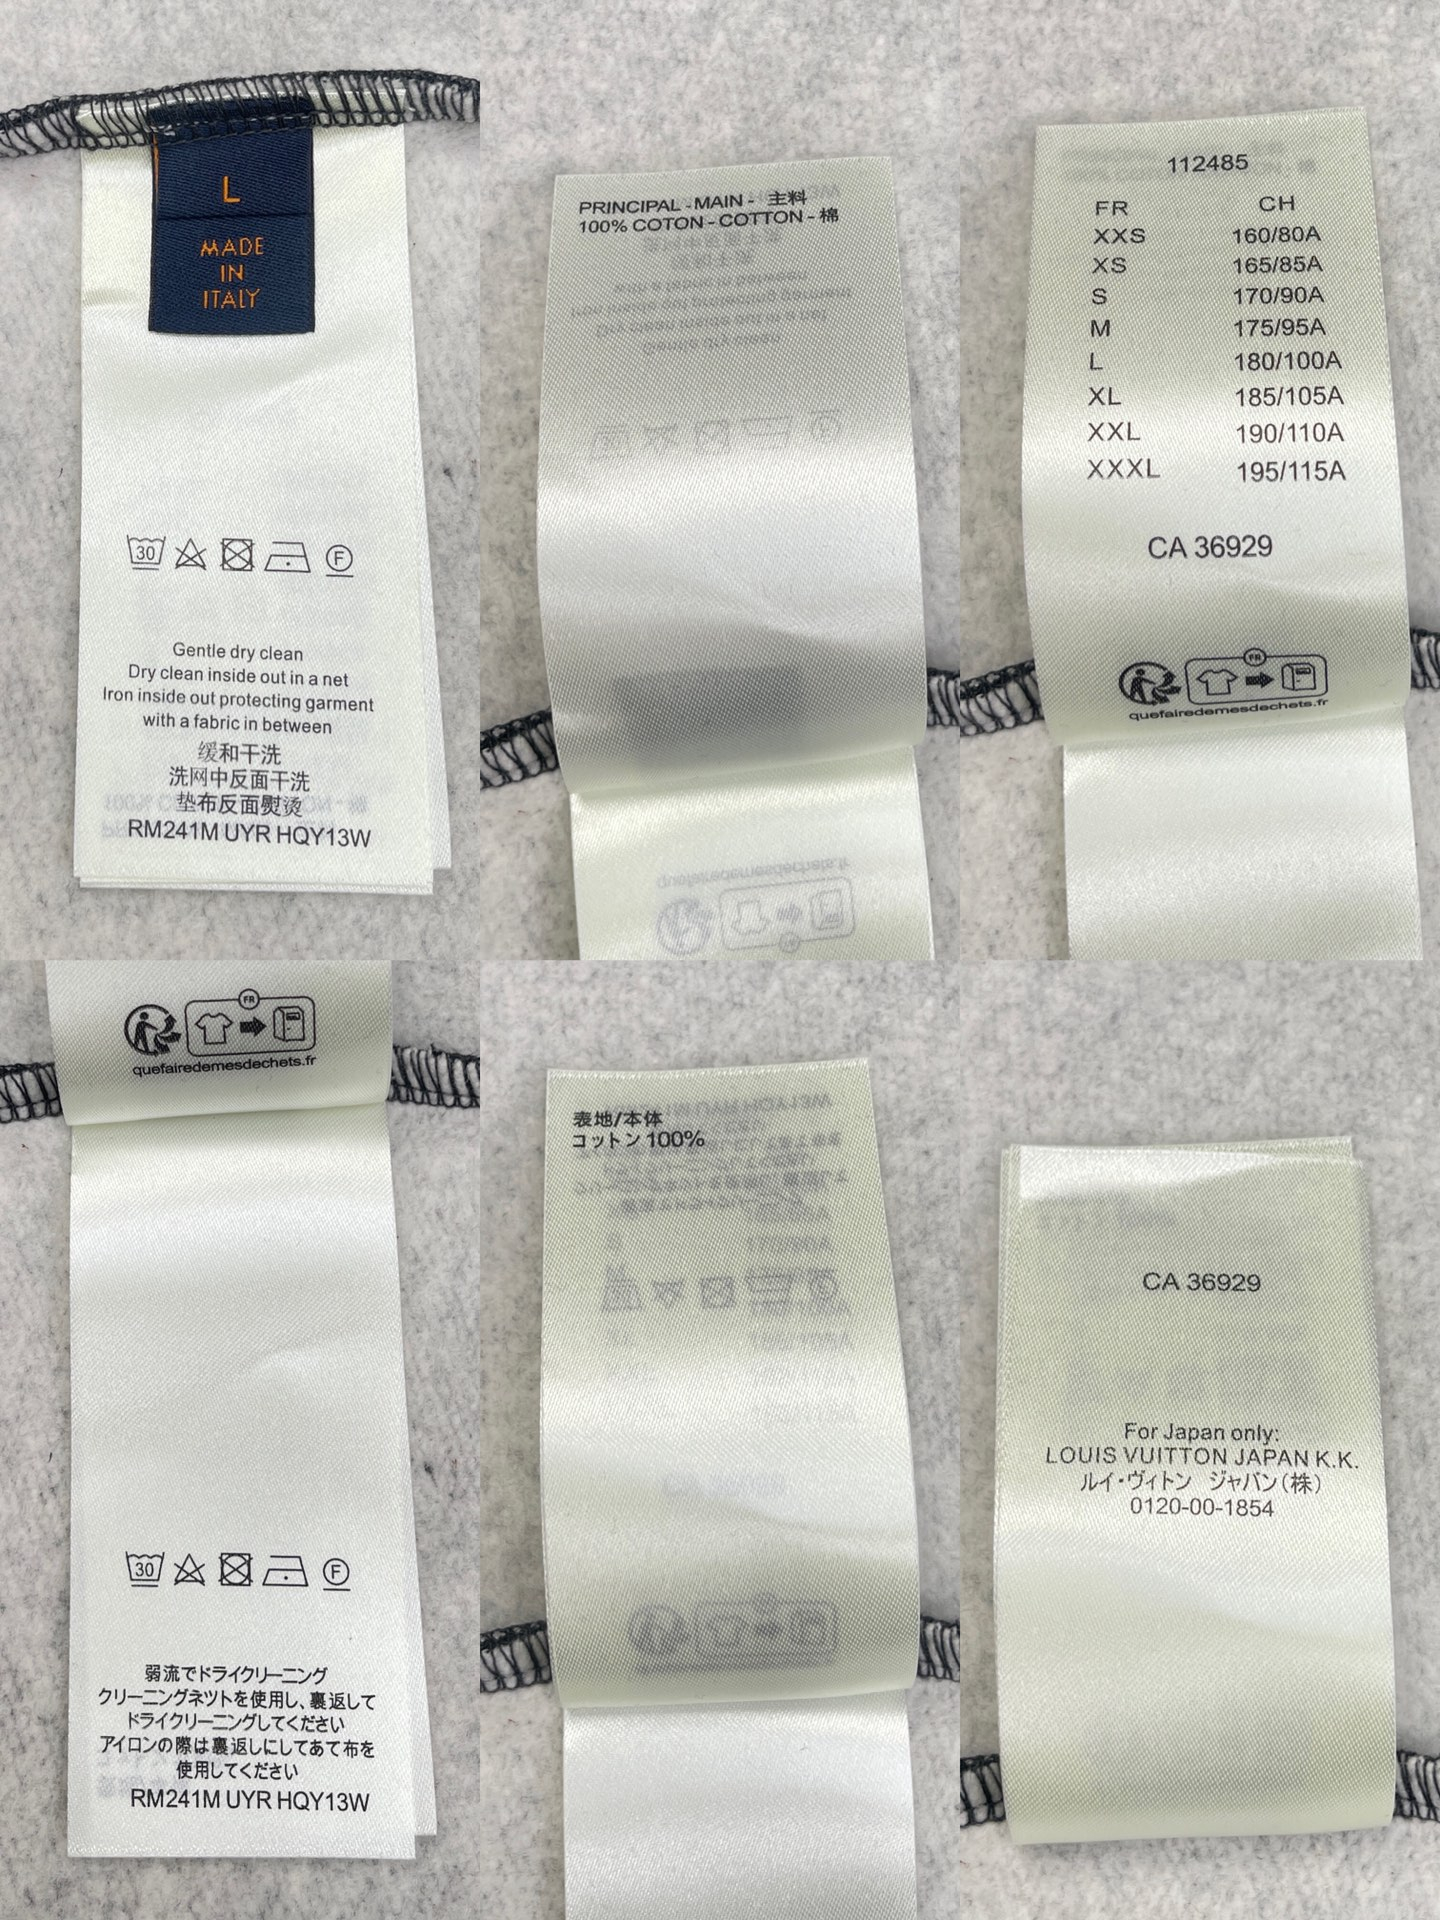 L
MADE
IN
ITALY
30
F
Gentle dry clean
Dry clean inside out in a net
Iron inside out protecting garment
with a fabric in between
缓和干洗
洗网中反面干洗
垫布反面熨烫
RM241M UYR HQY13W
PRINCIPAL - MAIN - 主料
100% COTON - COTTON - 棉
112485
FR CH
XXS 160/80A
XS 165/85A
S 170/90A
M 175/95A
L 180/100A
XL 185/105A
XXL 190/110A
XXXL 195/115A
CA 36929
FR
quefairedemesdechets.fr
FR
quefairedemesdechets.fr
30
F
弱流でドライクリーニング
クリーニングネットを使用し、裏返して
ドライクリーニングしてください
アイロンの際は裏返しにしてあて布を
使用してください
RM241M UYR HQY13W
表地/本体
コットン 100%
CA 36929
For Japan only:
LOUIS VUITTON JAPAN K.K.
ルイ・ヴィトン ジャパン(株)
0120-00-1854